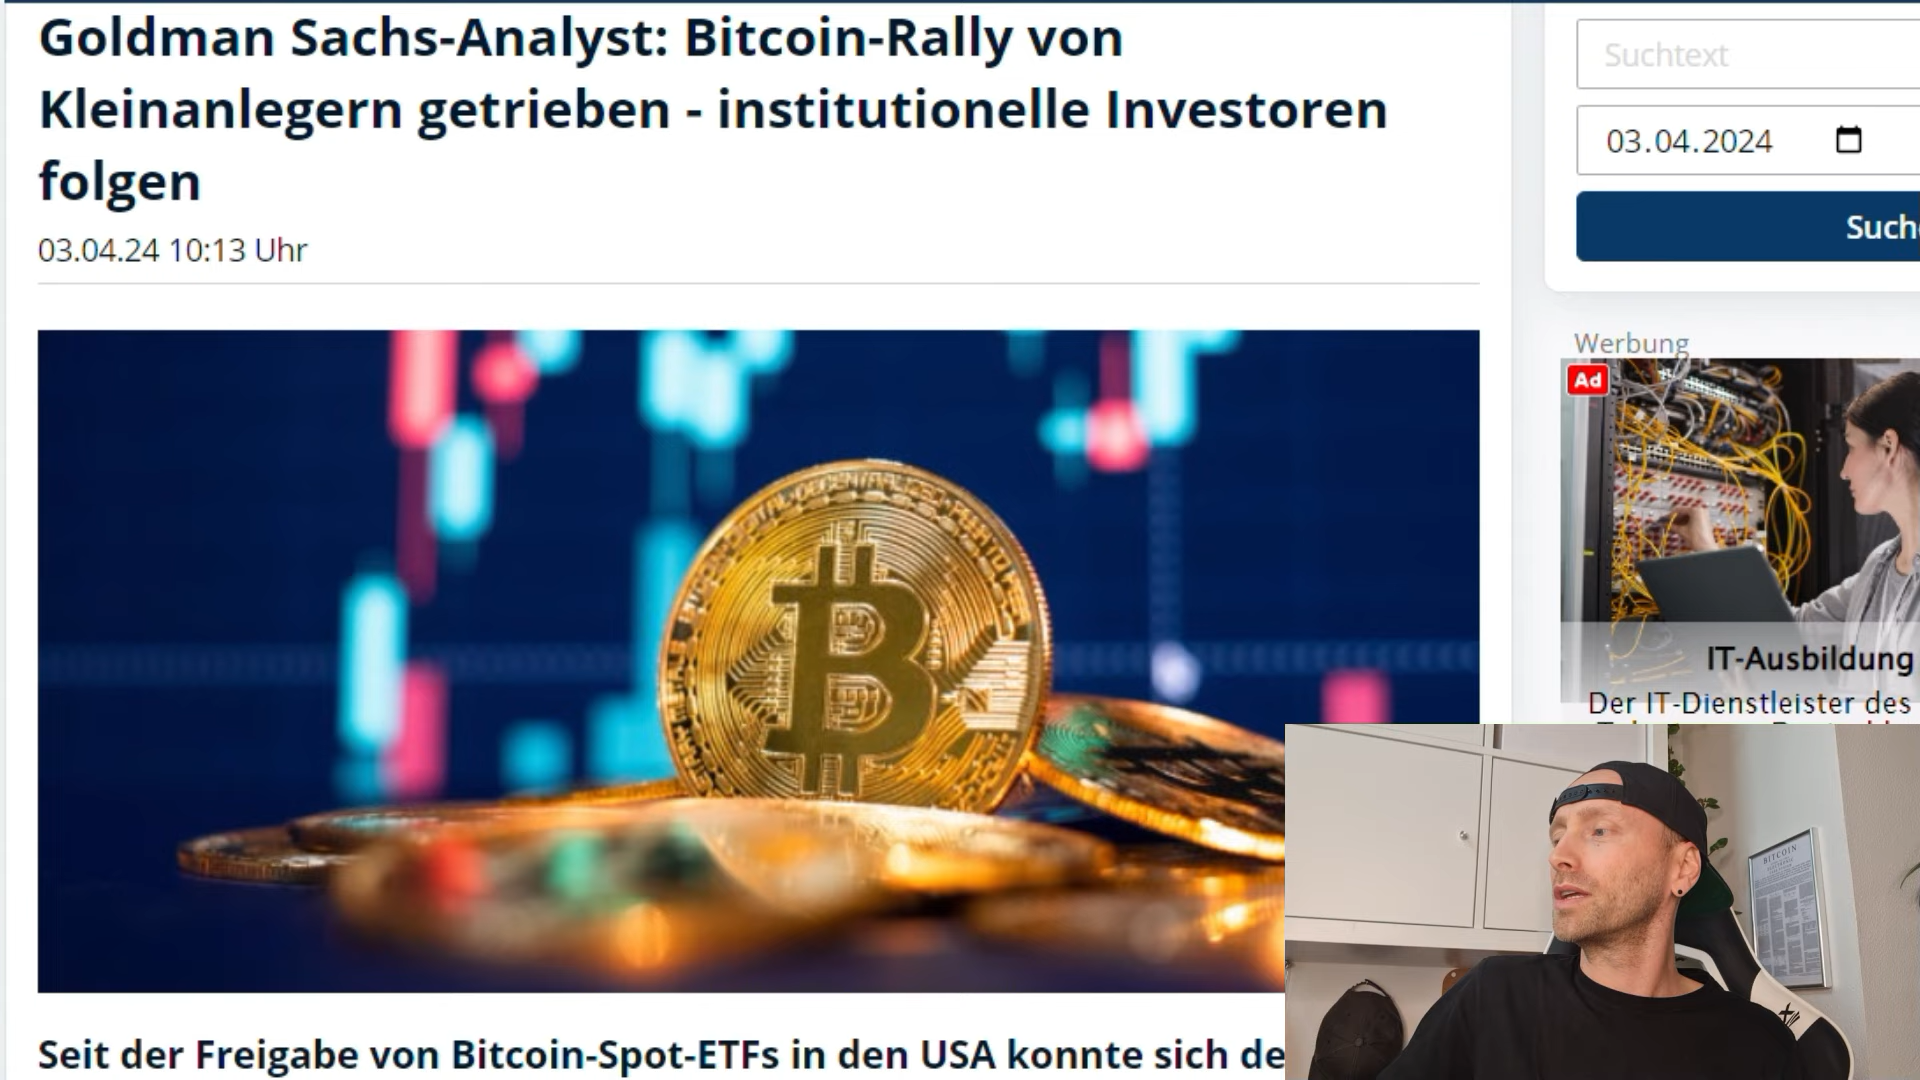 Goldman Sachs-Analyst: Bitcoin-Rally von
Kleinanlegern getrieben - institutionelle Investoren
folgen
03.04.24 10:13 Uhr
Seit der Freigabe von Bitcoin-Spot-ETFs in den USA konnte sich de
Suchtext
03.04.2024
Such
Werbung
Ad
IT-Ausbildung
Der IT-Dienstleister des
BITCOIN